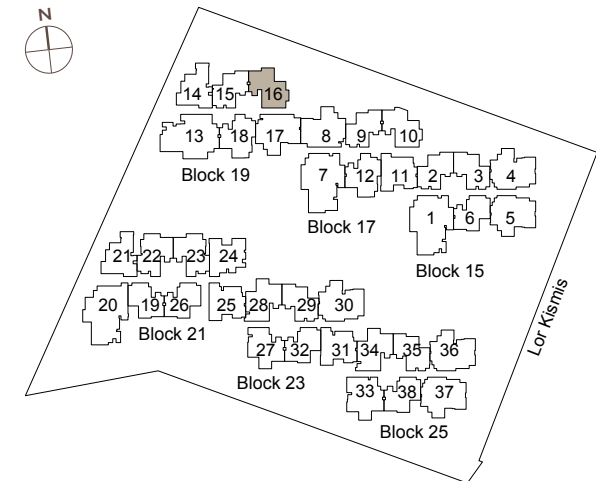 N
14 15 16
13 18 17 8 9 10
Block 19
7 12 11 2 3 4
Block 17
1 6 5
Block 15
21 22 23 24
20 19 26 25 28 29 30
Block 21
Lor Kismis
27 32 31 34 35 36
Block 23
33 38 37
Block 25